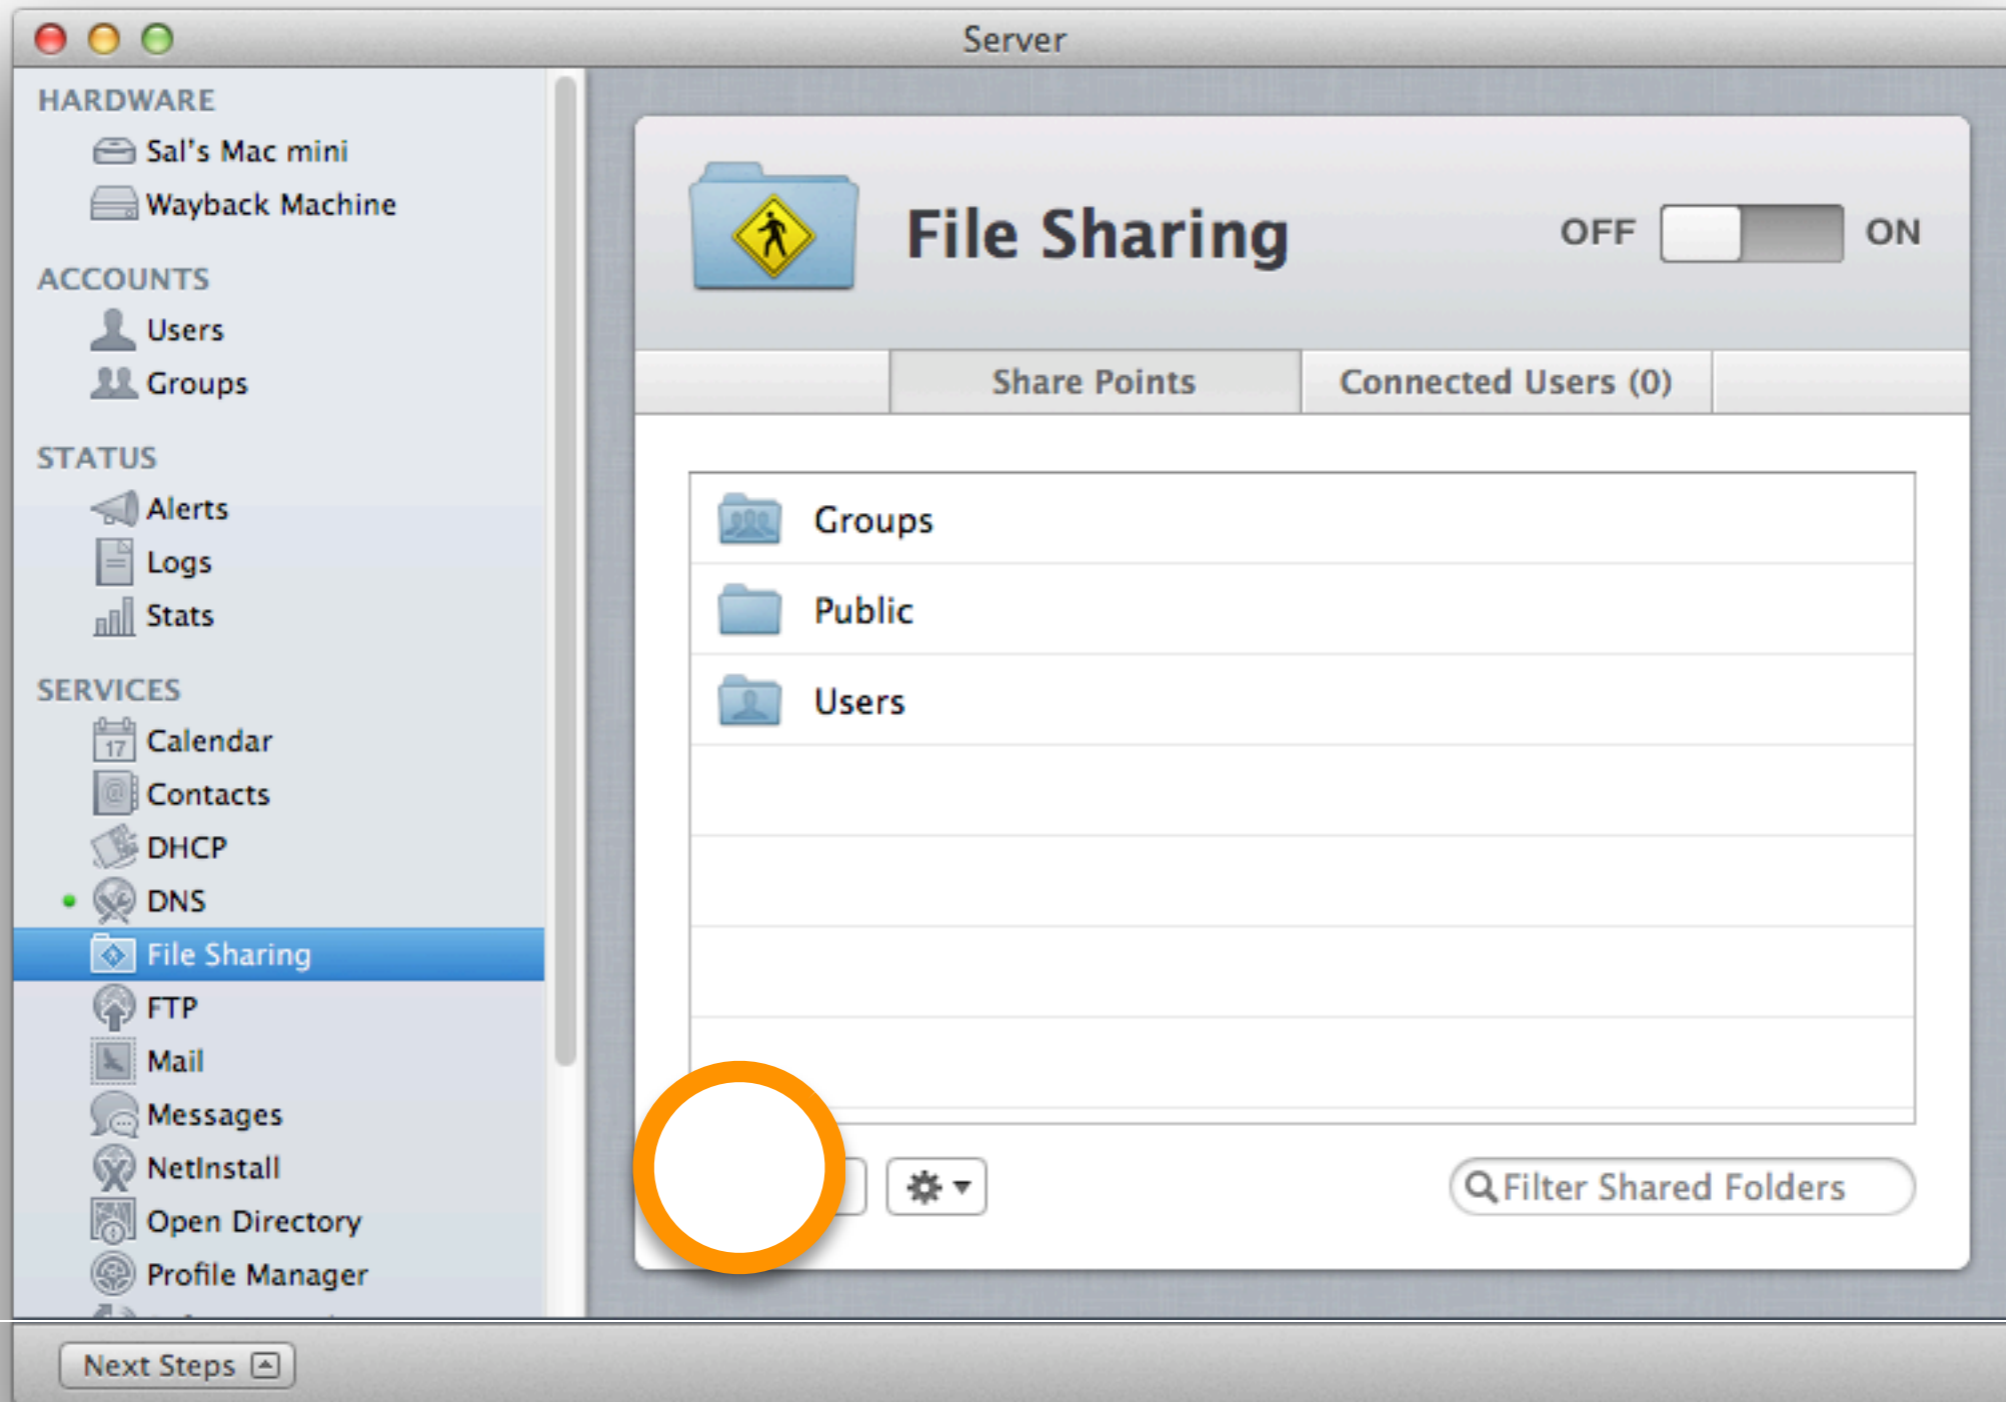 Server
HARDWARE
Sal's Mac mini
Wayback Machine
ACCOUNTS
Users
Groups
STATUS
Alerts
Logs
Stats
SERVICES
17
Calendar
@
Contacts
DHCP
DNS
File Sharing
FTP
Mail
Messages
NetInstall
Open Directory
Profile Manager
File Sharing
OFF
ON
Share Points
Connected Users (0)
Groups
Public
Users
Filter Shared Folders
Next Steps